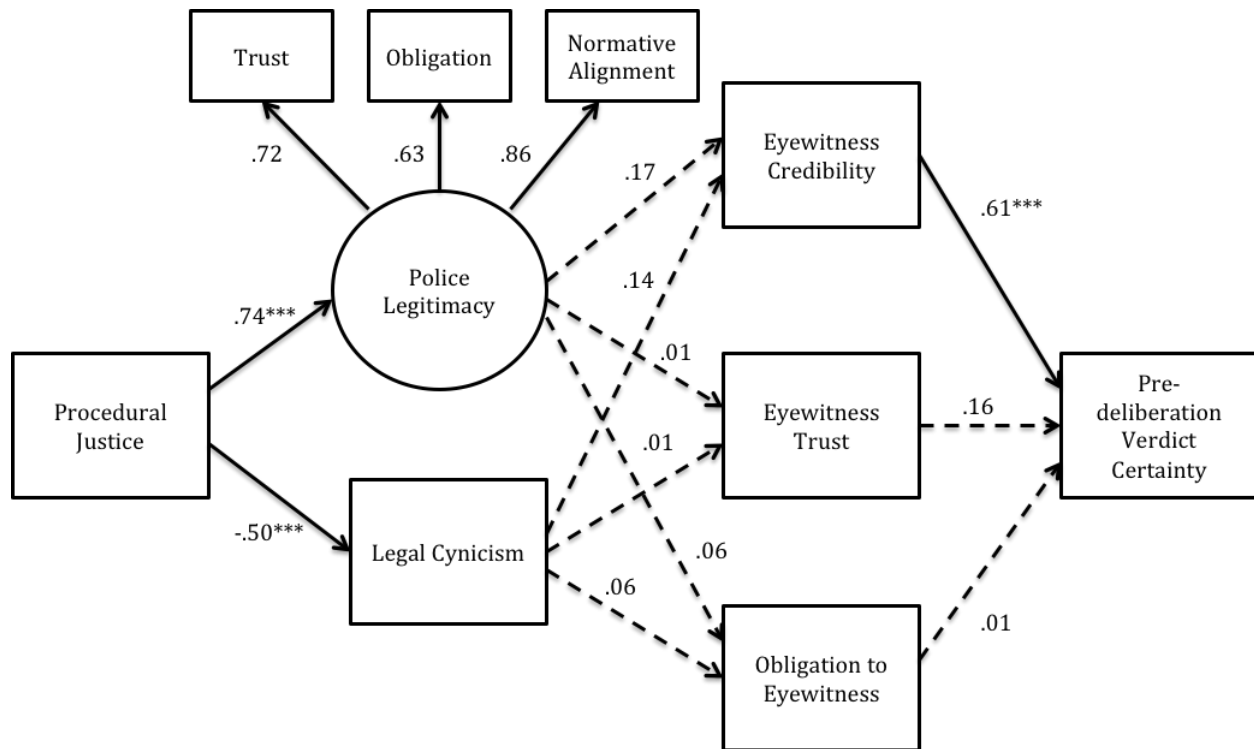 Trust
Obligation
Normative
Alignment
.72
.63
.86
Eyewitness
Credibility
.17
.61***
.14
Police
Legitimacy
.74***
.01
Procedural
Justice
Eyewitness
Trust
.16
Pre-
deliberation
Verdict
Certainty
.01
-.50***
Legal Cynicism
.06
.06
.01
Obligation to
Eyewitness